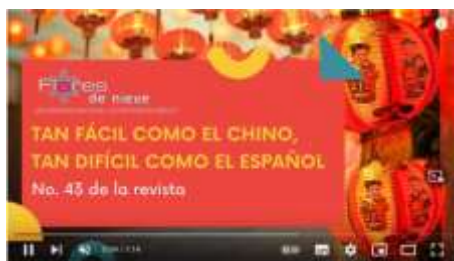 Flores
de nieve
TAN FÁCIL COMO EL CHINO,
TAN DIFÍCIL COMO EL ESPAÑOL
No. 43 de la revista